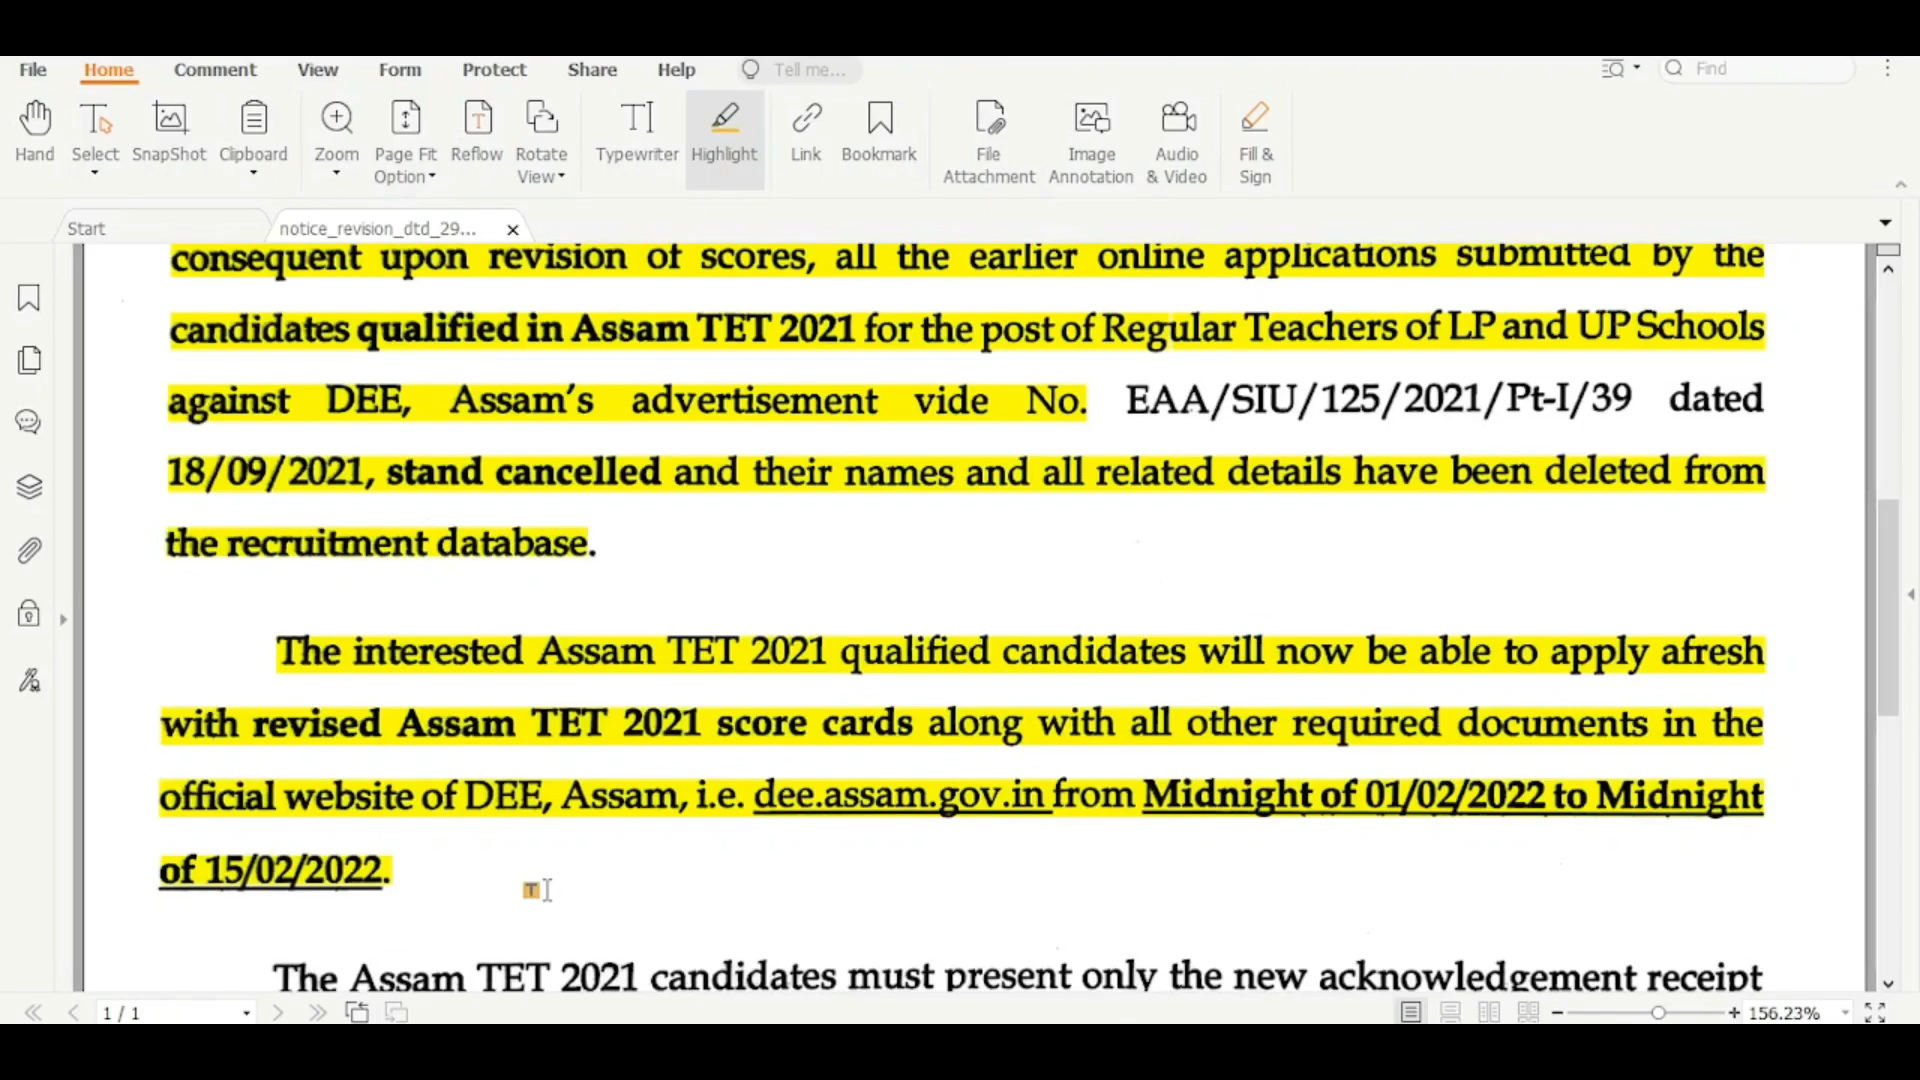 File Home Comment View Form Protect Share Help Tell me... Find
Hand Select SnapShot Clipboard Zoom Page Fit Option Reflow Rotate View Typewriter Highlight Link Bookmark File Attachment Image Annotation Audio & Video Fill & Sign
Start notice_revision_dtd_29...
consequent upon revision of scores, all the earlier online applications submitted by the
candidates qualified in Assam TET 2021 for the post of Regular Teachers of LP and UP Schools
against DEE, Assam's advertisement vide No. EAA/SIU/125/2021/Pt-I/39 dated
18/09/2021, stand cancelled and their names and all related details have been deleted from
the recruitment database.
The interested Assam TET 2021 qualified candidates will now be able to apply afresh
with revised Assam TET 2021 score cards along with all other required documents in the
official website of DEE, Assam, i.e. dee.assam.gov.in from Midnight of 01/02/2022 to Midnight
of 15/02/2022.
The Assam TET 2021 candidates must present only the new acknowledgement receipt
1 / 1 156.23%